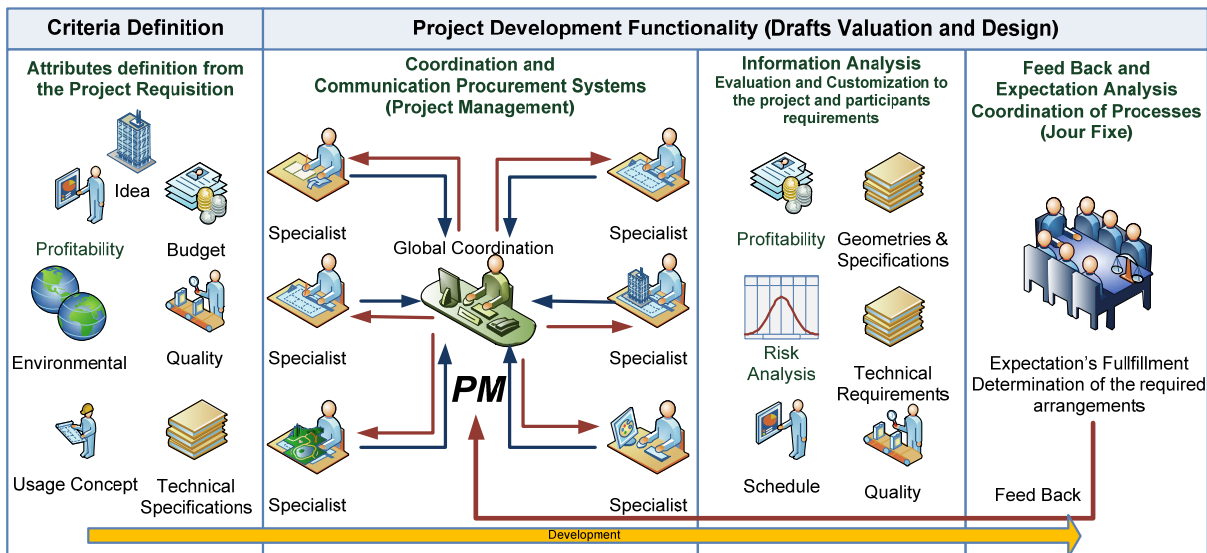 Criteria Definition
Project Development Functionality (Drafts Valuation and Design)
Attributes definition from
the Project Requisition
Idea
Profitability
Budget
Environmental
Quality
Usage Concept
Technical
Specifications
Coordination and
Communication Procurement Systems
(Project Management)
Specialist
Specialist
Global Coordination
Specialist
Specialist
PM
Specialist
Specialist
Information Analysis
Evaluation and Customization to
the project and participants
requirements
Profitability
Geometries &
Specifications
Risk
Analysis
Technical
Requirements
Schedule
Quality
Feed Back and
Expectation Analysis
Coordination of Processes
(Jour Fixe)
Expectation's Fullfillment
Determination of the required
arrangements
Feed Back
Development